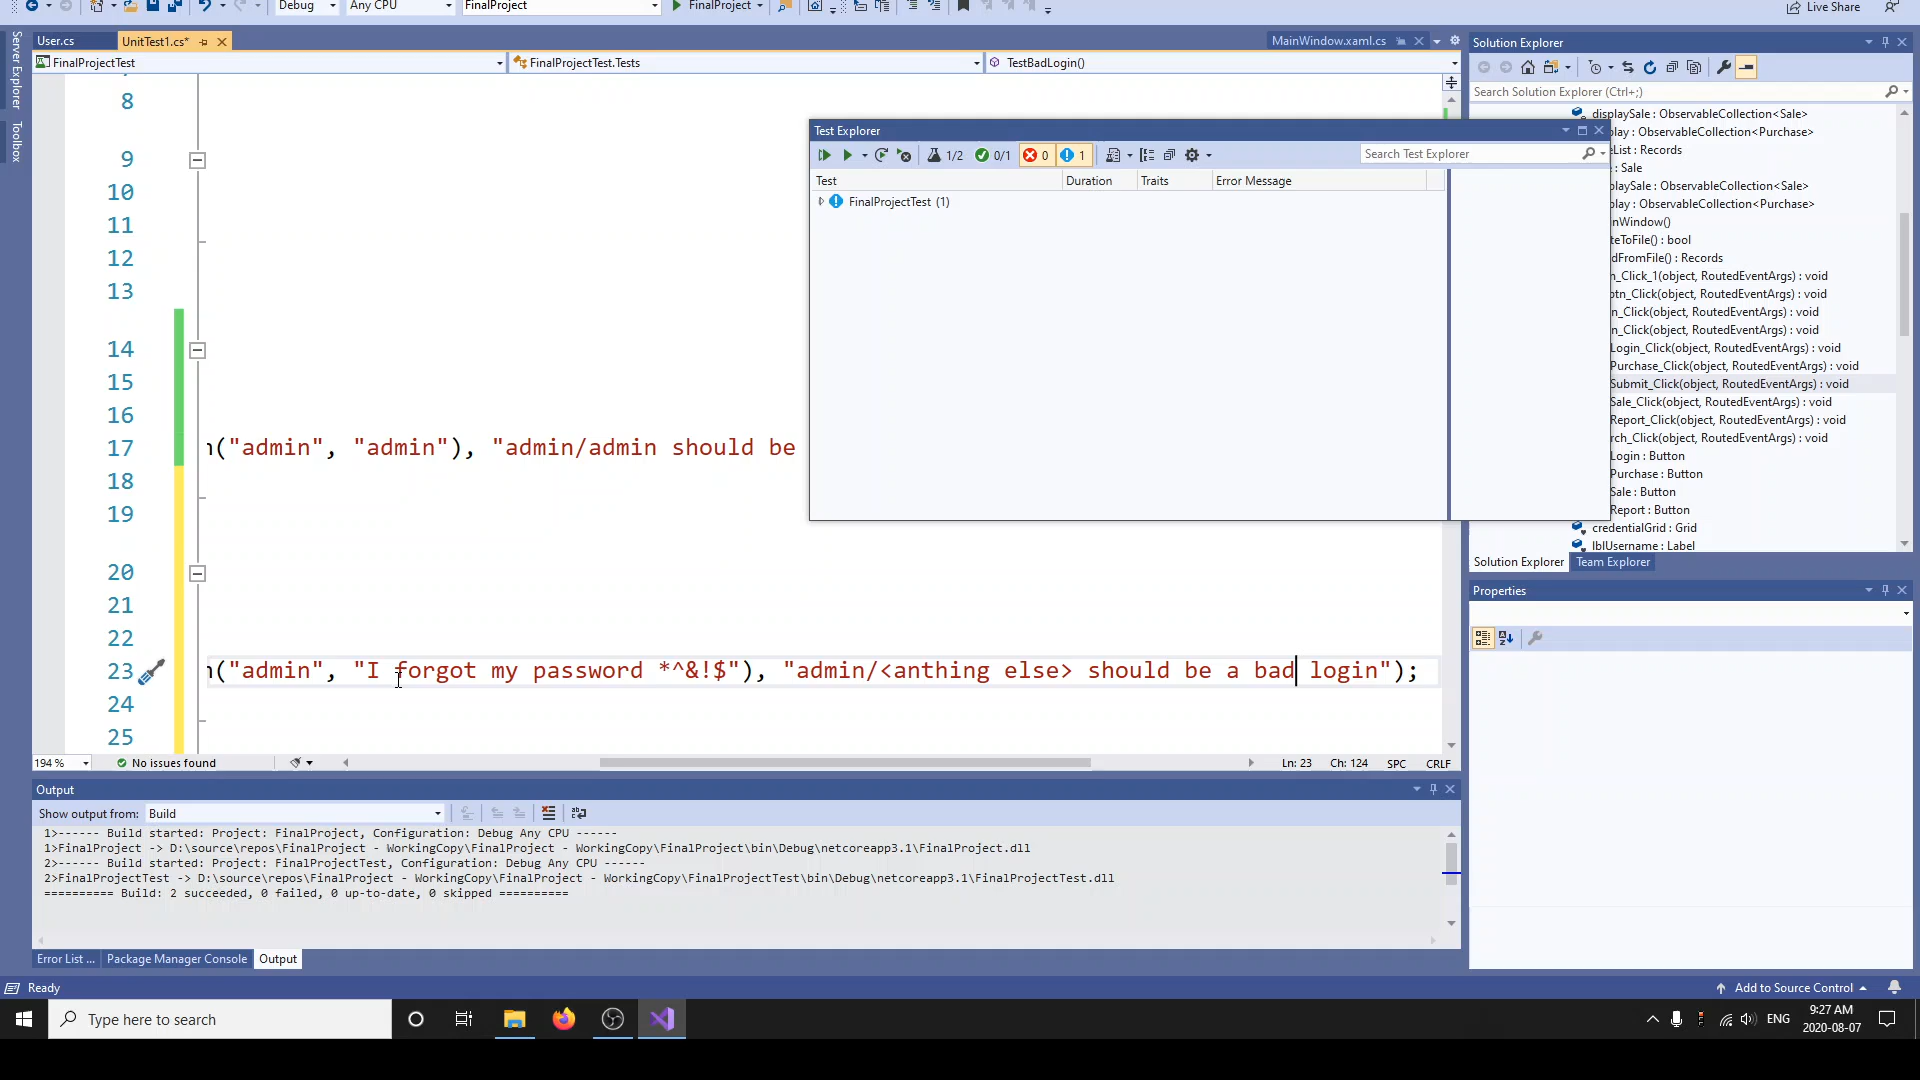 Debug
Any CPU
FinalProject
FinalProject
Live Share
Server Explorer
Toolbox
User.cs
UnitTest1.cs*
MainWindow.xaml.cs
FinalProjectTest
FinalProjectTest.Tests
TestBadLogin()
8
9
10
11
12
13
14
15
16
17 ("admin", "admin"), "admin/admin should be
18
19
20
21
22
23 ("admin", "I forgot my password *^&!$"), "admin/<anthing else> should be a bad login");
24
25
Test Explorer
1/2
0/1
0
1
Search Test Explorer
Test
Duration
Traits
Error Message
FinalProjectTest (1)
Solution Explorer
Search Solution Explorer (Ctrl+;)
displaySale : ObservableCollection<Sale>
play : ObservableCollection<Purchase>
eList : Records
: Sale
playSale : ObservableCollection<Sale>
play : ObservableCollection<Purchase>
inWindow()
teToFile() : bool
dFromFile() : Records
n_Click_1(object, RoutedEventArgs) : void
btn_Click(object, RoutedEventArgs) : void
n_Click(object, RoutedEventArgs) : void
n_Click(object, RoutedEventArgs) : void
Login_Click(object, RoutedEventArgs) : void
Purchase_Click(object, RoutedEventArgs) : void
Submit_Click(object, RoutedEventArgs) : void
Sale_Click(object, RoutedEventArgs) : void
Report_Click(object, RoutedEventArgs) : void
rch_Click(object, RoutedEventArgs) : void
Login : Button
Purchase : Button
Sale : Button
Report : Button
credentialGrid : Grid
lblUsername : Label
Solution Explorer
Team Explorer
Properties
194 %
No issues found
Ln: 23
Ch: 124
SPC
CRLF
Output
Show output from:
Build
1>------ Build started: Project: FinalProject, Configuration: Debug Any CPU ------
1>FinalProject -> D:\source\repos\FinalProject - WorkingCopy\FinalProject - WorkingCopy\FinalProject\bin\Debug\netcoreapp3.1\FinalProject.dll
2>------ Build started: Project: FinalProjectTest, Configuration: Debug Any CPU ------
2>FinalProjectTest -> D:\source\repos\FinalProject - WorkingCopy\FinalProject - WorkingCopy\FinalProjectTest\bin\Debug\netcoreapp3.1\FinalProjectTest.dll
========== Build: 2 succeeded, 0 failed, 0 up-to-date, 0 skipped ==========
Error List ...
Package Manager Console
Output
Ready
Add to Source Control
Type here to search
ENG
9:27 AM
2020-08-07